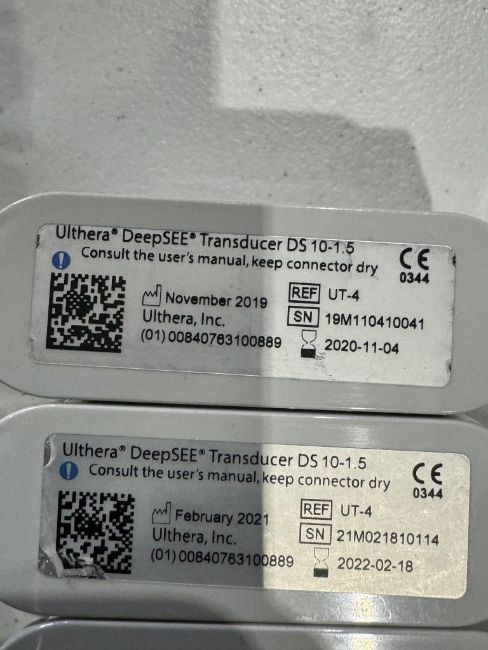 Ulthera® DeepSEE® Transducer DS 10-1.5
Consult the user's manual, keep connector dry
CE 0344
November 2019
REF UT-4
Ulthera, Inc.
SN 19M110410041
(01)00840763100889
2020-11-04
Ulthera® DeepSEE® Transducer DS 10-1.5
Consult the user's manual, keep connector dry
CE 0344
February 2021
REF UT-4
Ulthera, Inc.
SN 21M021810114
(01)00840763100889
2022-02-18